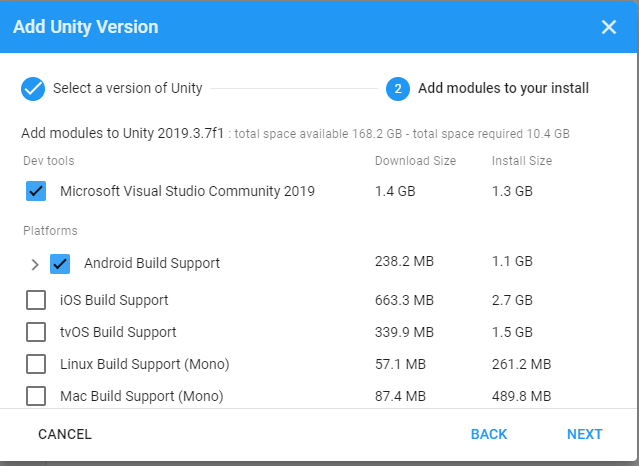 Add Unity Version
Select a version of Unity 2 Add modules to your install
Add modules to Unity 2019.3.7f1 : total space available 168.2 GB - total space required 10.4 GB
Dev tools Download Size Install Size
Microsoft Visual Studio Community 2019 1.4 GB 1.3 GB
Platforms
Android Build Support 238.2 MB 1.1 GB
iOS Build Support 663.3 MB 2.7 GB
tvOS Build Support 339.9 MB 1.5 GB
Linux Build Support (Mono) 57.1 MB 261.2 MB
Mac Build Support (Mono) 87.4 MB 489.8 MB
CANCEL BACK NEXT